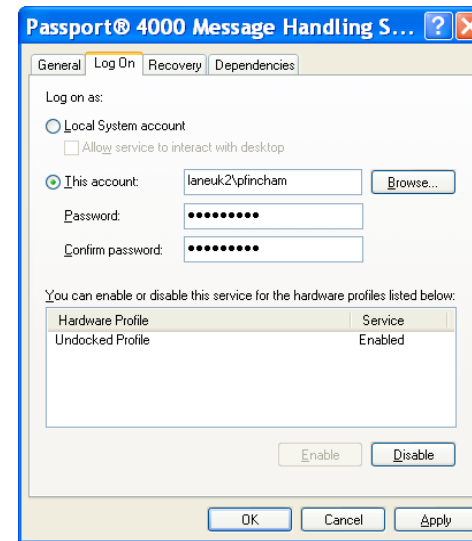 Passport® 4000 Message Handling S...
General Log On Recovery Dependencies
Log on as:
Local System account
Allow service to interact with desktop
This account: laneuk2\pfincham Browse...
Password: •••••••••
Confirm password: •••••••••
You can enable or disable this service for the hardware profiles listed below:
Hardware Profile Service
Undocked Profile Enabled
Enable Disable
OK Cancel Apply